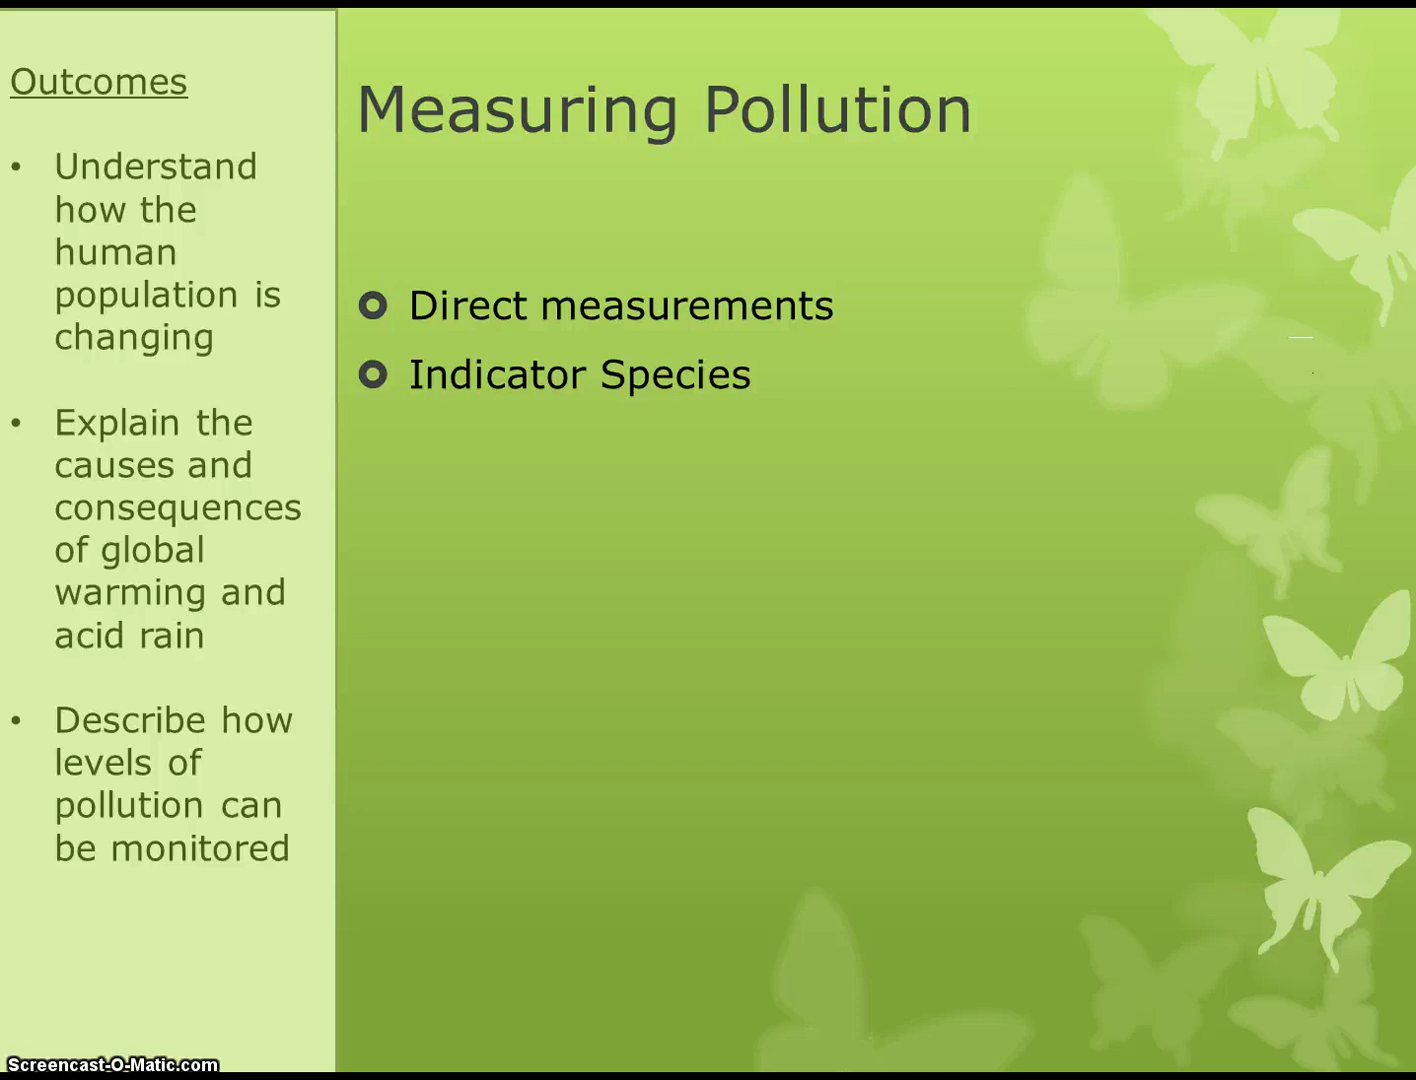 Outcomes
• Understand
how the
human
population is
changing
• Explain the
causes and
consequences
of global
warming and
acid rain
• Describe how
levels of
pollution can
be monitored
Measuring Pollution
Direct measurements
Indicator Species
Screencast-O-Matic.com